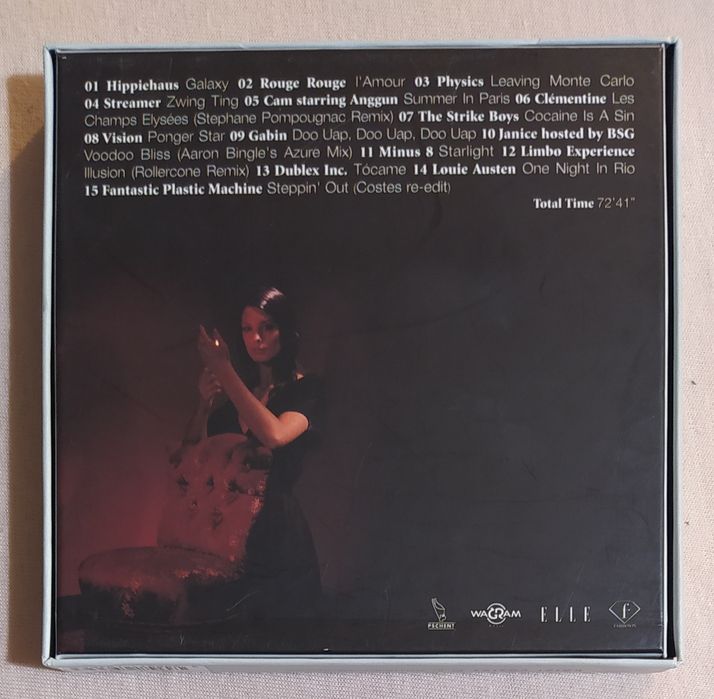 01 Hippiehaus Galaxy 02 Rouge Rouge l'Amour 03 Physics Leaving Monte Carlo
04 Streamer Zwing Ting 05 Cam starring Anggun Summer In Paris 06 Clémentine Les
Champs Elysées (Stephane Pompougnac Remix) 07 The Strike Boys Cocaine Is A Sin
08 Vision Ponger Star 09 Gabin Doo Uap, Doo Uap, Doo Uap 10 Janice hosted by BSG
Voodoo Bliss (Aaron Bingle's Azure Mix) 11 Minus 8 Starlight 12 Limbo Experience
Illusion (Rollercone Remix) 13 Dublex Inc. Tócame 14 Louie Austen One Night In Rio
15 Fantastic Plastic Machine Steppin' Out (Costes re-edit)
Total Time 72'41"
PSCHENT WAGRAM ELLE f